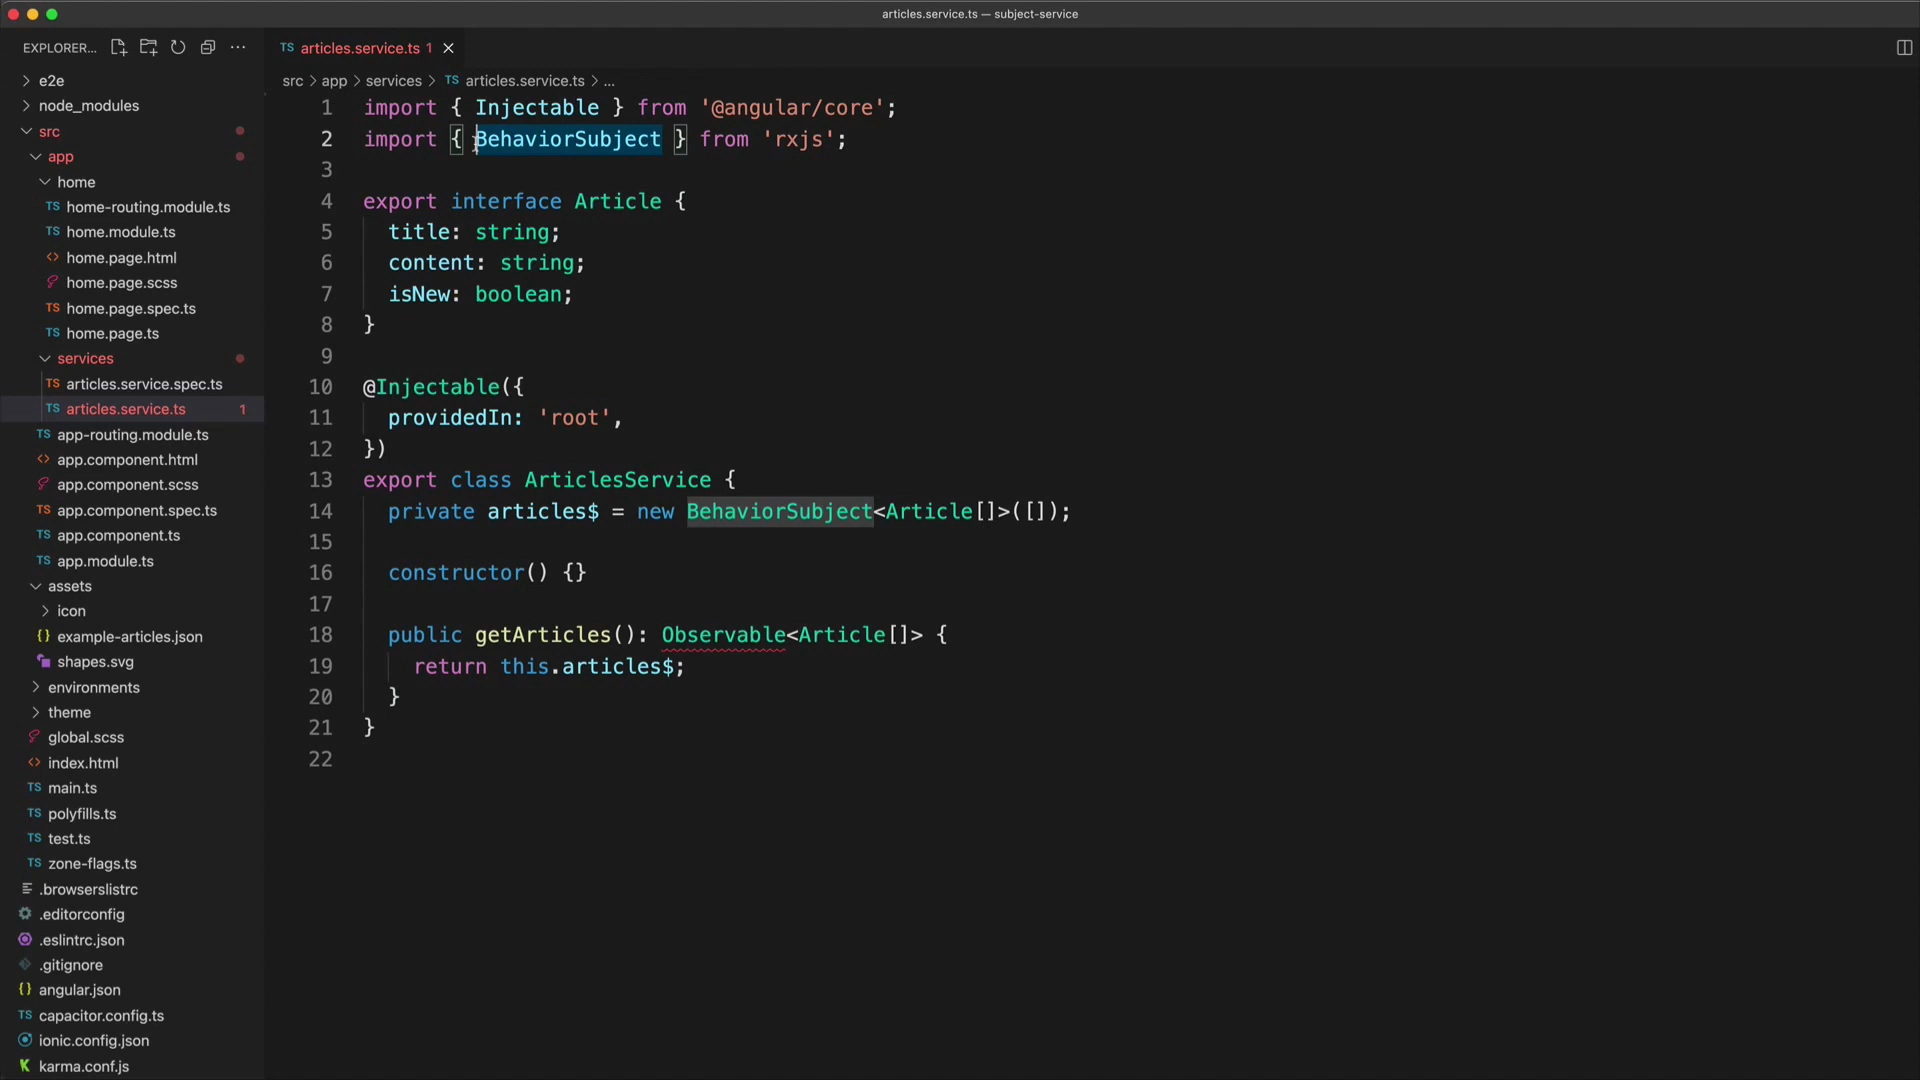 articles.service.ts — subject-service
EXPLORER...
TS articles.service.ts 1
src > app > services > TS articles.service.ts > ...
e2e
node_modules
src
app
home
TS home-routing.module.ts
TS home.module.ts
<> home.page.html
home.page.scss
TS home.page.spec.ts
TS home.page.ts
services
TS articles.service.spec.ts
TS articles.service.ts 1
TS app-routing.module.ts
<> app.component.html
app.component.scss
TS app.component.spec.ts
TS app.component.ts
TS app.module.ts
assets
icon
{} example-articles.json
shapes.svg
environments
theme
global.scss
<> index.html
TS main.ts
TS polyfills.ts
TS test.ts
TS zone-flags.ts
.browserslistrc
.editorconfig
.eslintrc.json
.gitignore
{} angular.json
TS capacitor.config.ts
ionic.config.json
K karma.conf.js
1 import { Injectable } from '@angular/core';
2 import { BehaviorSubject } from 'rxjs';
3
4 export interface Article {
5 title: string;
6 content: string;
7 isNew: boolean;
8 }
9
10 @Injectable({
11 providedIn: 'root',
12 })
13 export class ArticlesService {
14 private articles$ = new BehaviorSubject<Article[]>([]);
15
16 constructor() {}
17
18 public getArticles(): Observable<Article[]> {
19 return this.articles$;
20 }
21 }
22